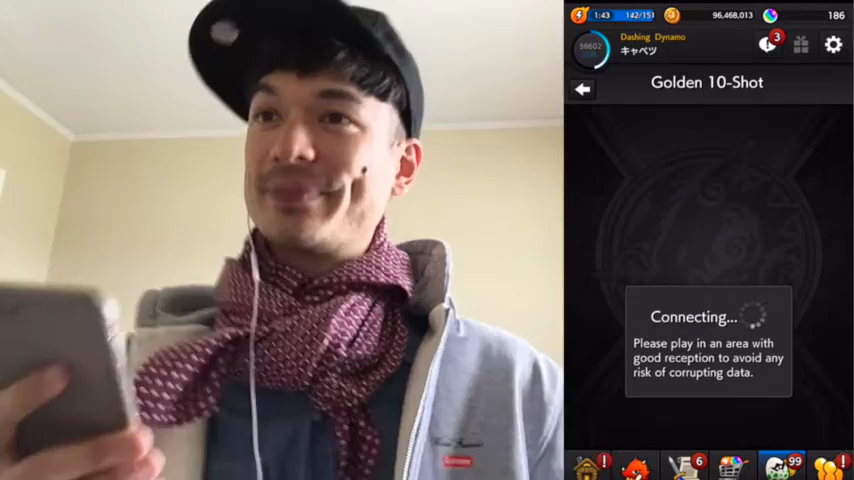 1:43
142/151
96,468,013
186
56602
Dashing Dynamo
キャベツ
3
Golden 10-Shot
Connecting...
Please play in an area with
good reception to avoid any
risk of corrupting data.
!
6
99
!